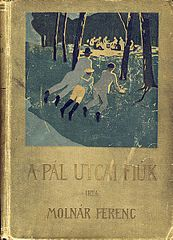 A PÁL UTCAI FIÚK
IRTA
MOLNÁR FERENC